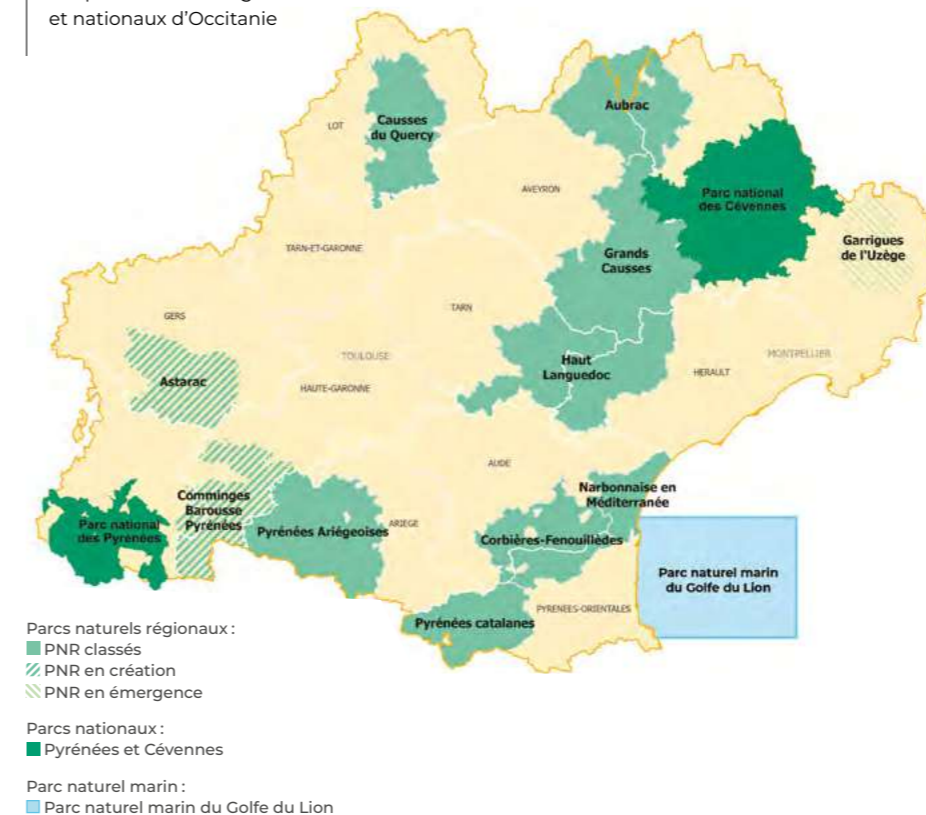 et nationaux d'Occitanie
Causses
du Quercy
LOT
Aubrac
AVEYRON
Parc national
des Cévennes
Garrigues
de l'Uzège
TARN-ET-GARONNE
Grands
Causses
GERS
TARN
TOULOUSE
MONTPELLIER
Astarac
HAUTE-GARONNE
Haut
Languedoc
HERAULT
AUDE
Narbonnaise en
Méditerranée
Comminges
Barousse
Pyrénées
Parc national
des Pyrénées
Pyrénées Ariégeoises
ARIEGE
Corbières-Fenouillèdes
Parc naturel marin
du Golfe du Lion
Pyrénées catalanes
PYRENEES-ORIENTALES
Parcs naturels régionaux :
PNR classés
PNR en création
PNR en émergence
Parcs nationaux :
Pyrénées et Cévennes
Parc naturel marin :
Parc naturel marin du Golfe du Lion